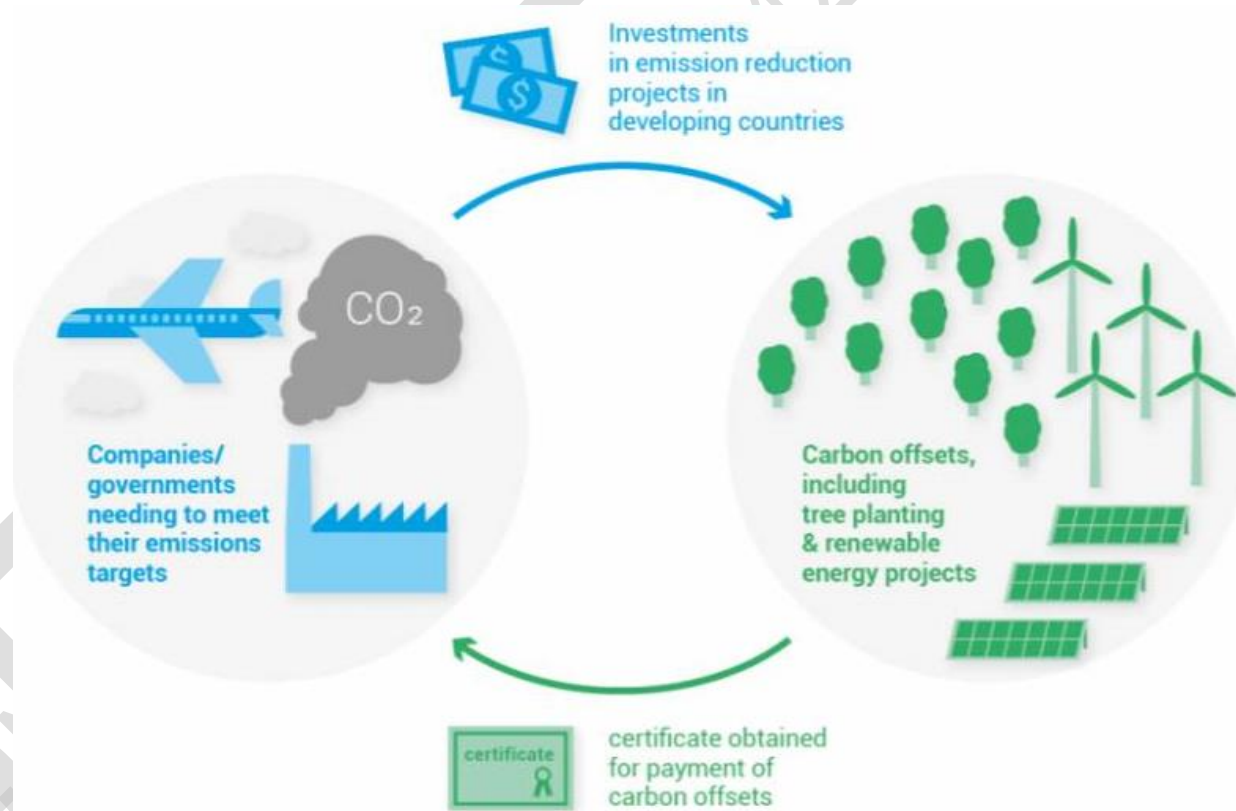 Investments
in emission reduction
projects in
developing countries
CO₂
Companies/
governments
needing to meet
their emissions
targets
Carbon offsets,
including
tree planting
& renewable
energy projects
certificate
certificate obtained
for payment of
carbon offsets